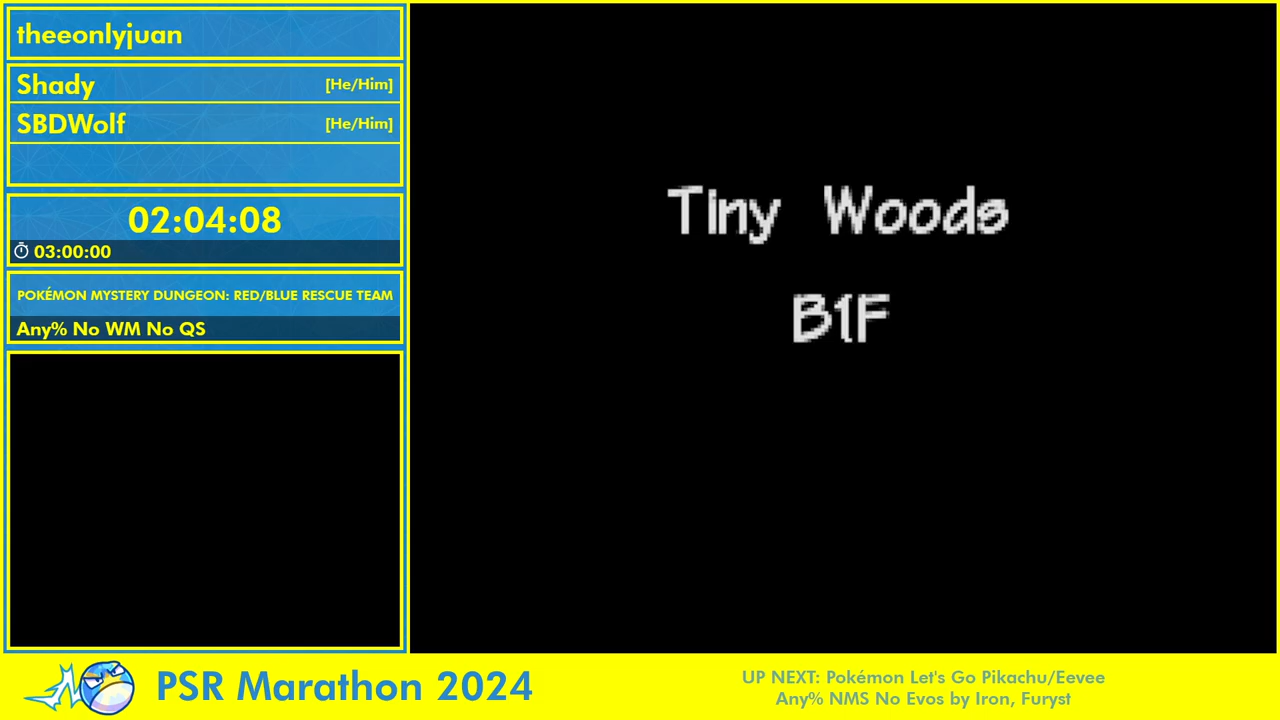 theeonlyjuan
Shady [He/Him]
SBDWolf [He/Him]
02:04:08
03:00:00
POKÉMON MYSTERY DUNGEON: RED/BLUE RESCUE TEAM
Any% No WM No QS
Tiny Woods
B1F
PSR Marathon 2024
UP NEXT: Pokémon Let's Go Pikachu/Eevee
Any% NMS No Evos by Iron, Furyst